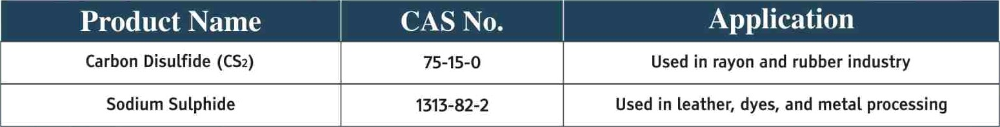 Product Name CAS No. Application
Carbon Disulfide (CS₂) 75-15-0 Used in rayon and rubber industry
Sodium Sulphide 1313-82-2 Used in leather, dyes, and metal processing